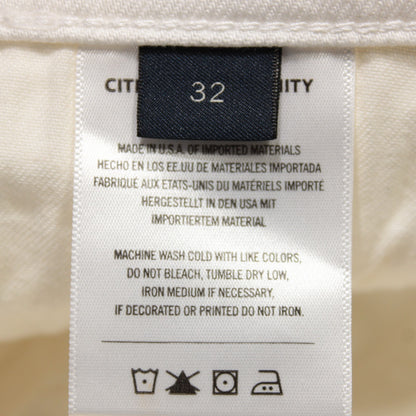 CIT NITY
32
MADE IN U.S.A. OF IMPORTED MATERIALS
HECHO EN LOS EE.UU DE MATERIALES IMPORTADA
FABRIQUÉ AUX ETATS-UNIS DU MATÉRIELS IMPORTÉ
HERGESTELLT IN DEN USA MIT
IMPORTIERTEM MATERIAL
MACHINE WASH COLD WITH LIKE COLORS,
DO NOT BLEACH, TUMBLE DRY LOW,
IRON MEDIUM IF NECESSARY,
IF DECORATED OR PRINTED DO NOT IRON.